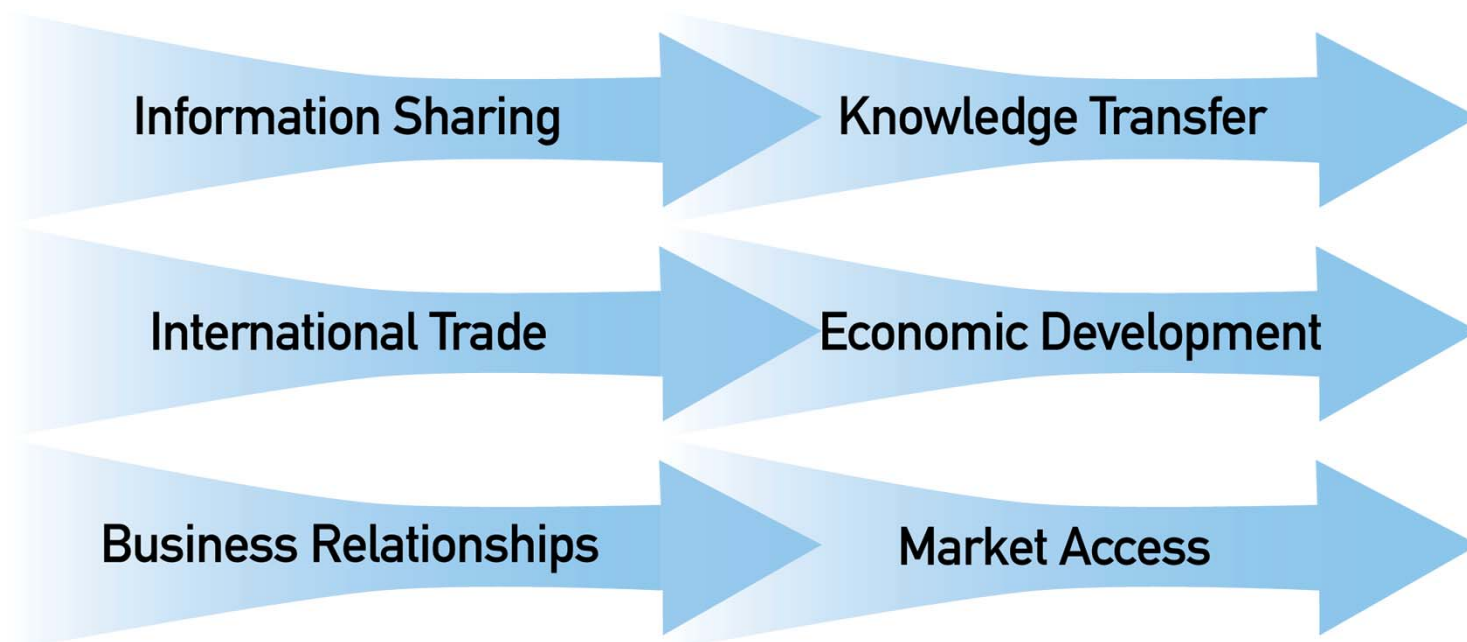 Information Sharing
Knowledge Transfer
International Trade
Economic Development
Business Relationships
Market Access